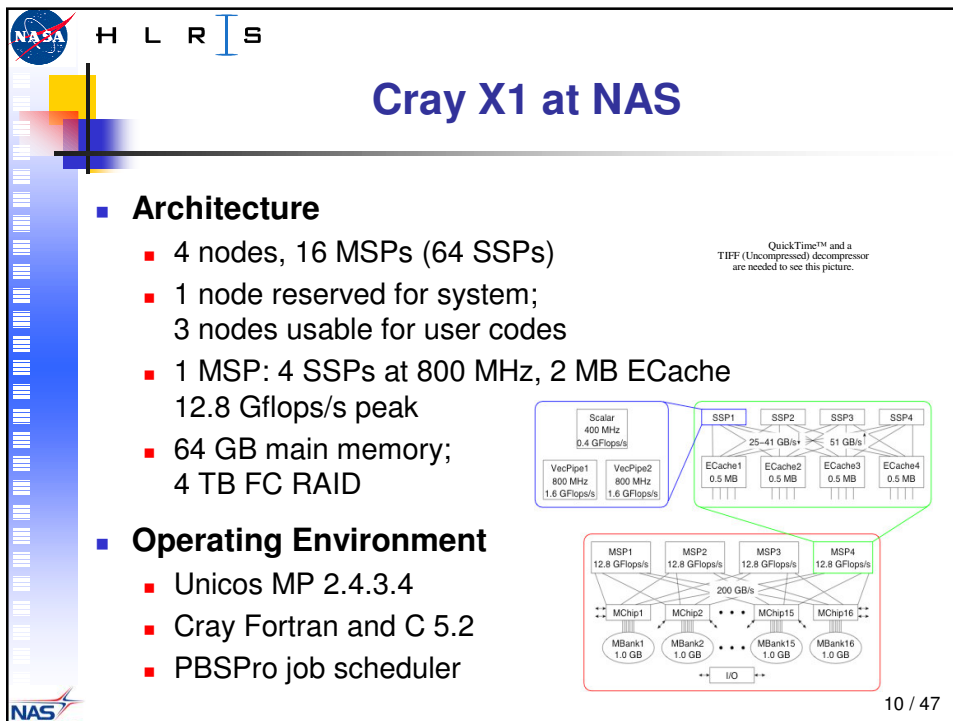 NASA
H L R I S
Cray X1 at NAS
Architecture
4 nodes, 16 MSPs (64 SSPs)
1 node reserved for system;
3 nodes usable for user codes
1 MSP: 4 SSPs at 800 MHz, 2 MB ECache
12.8 Gflops/s peak
64 GB main memory;
4 TB FC RAID
Operating Environment
Unicos MP 2.4.3.4
Cray Fortran and C 5.2
PBSPro job scheduler
QuickTime™ and a
TIFF (Uncompressed) decompressor
are needed to see this picture.
Scalar
400 MHz
0.4 GFlops/s
VecPipe1
800 MHz
1.6 GFlops/s
VecPipe2
800 MHz
1.6 GFlops/s
SSP1 SSP2 SSP3 SSP4
25–41 GB/s 51 GB/s
ECache1
0.5 MB
ECache2
0.5 MB
ECache3
0.5 MB
ECache4
0.5 MB
MSP1
12.8 GFlops/s
MSP2
12.8 GFlops/s
MSP3
12.8 GFlops/s
MSP4
12.8 GFlops/s
200 GB/s
MChip1 MChip2 • • • MChip15 MChip16
MBank1
1.0 GB
MBank2
1.0 GB
• • •
MBank15
1.0 GB
MBank16
1.0 GB
I/O
NAS
10 / 47